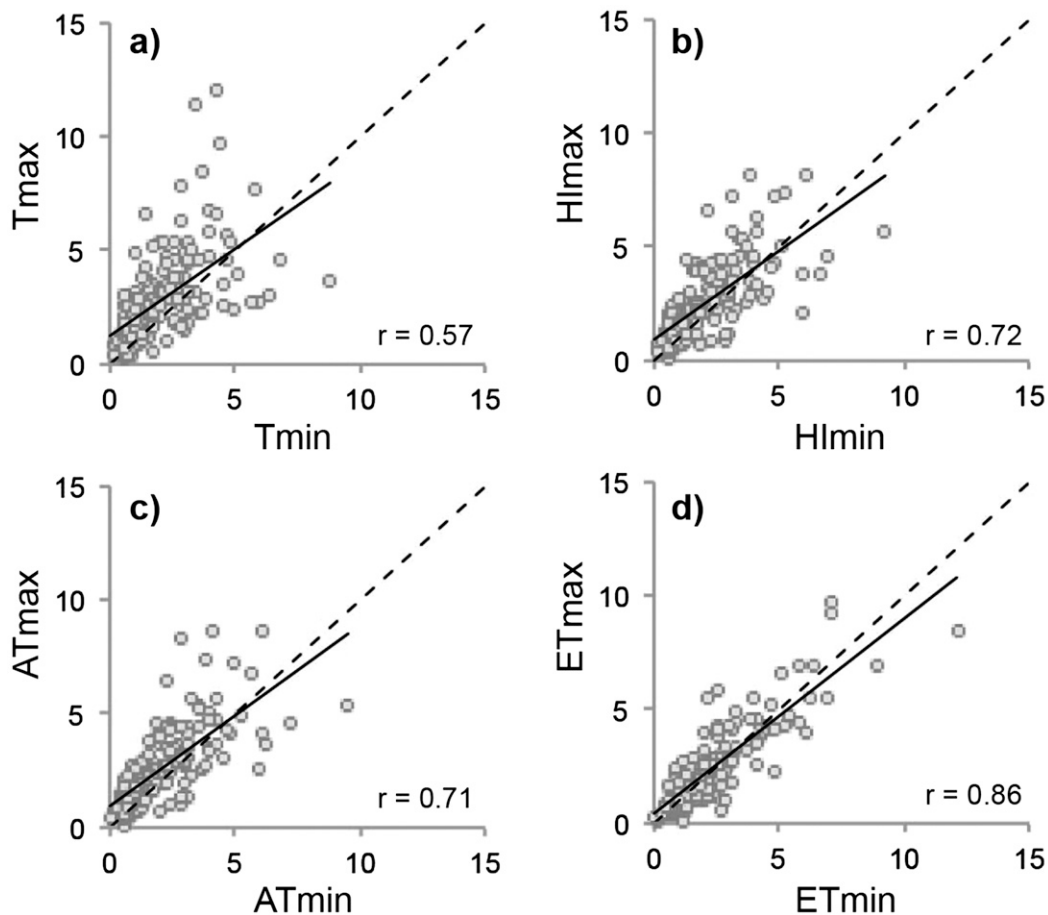 a)
15
10
5
0
Tmax
r = 0.57
0 5 10 15
Tmin
b)
15
10
5
0
HImax
r = 0.72
0 5 10 15
HImin
c)
15
10
5
0
ATmax
r = 0.71
0 5 10 15
ATmin
d)
15
10
5
0
ETmax
r = 0.86
0 5 10 15
ETmin